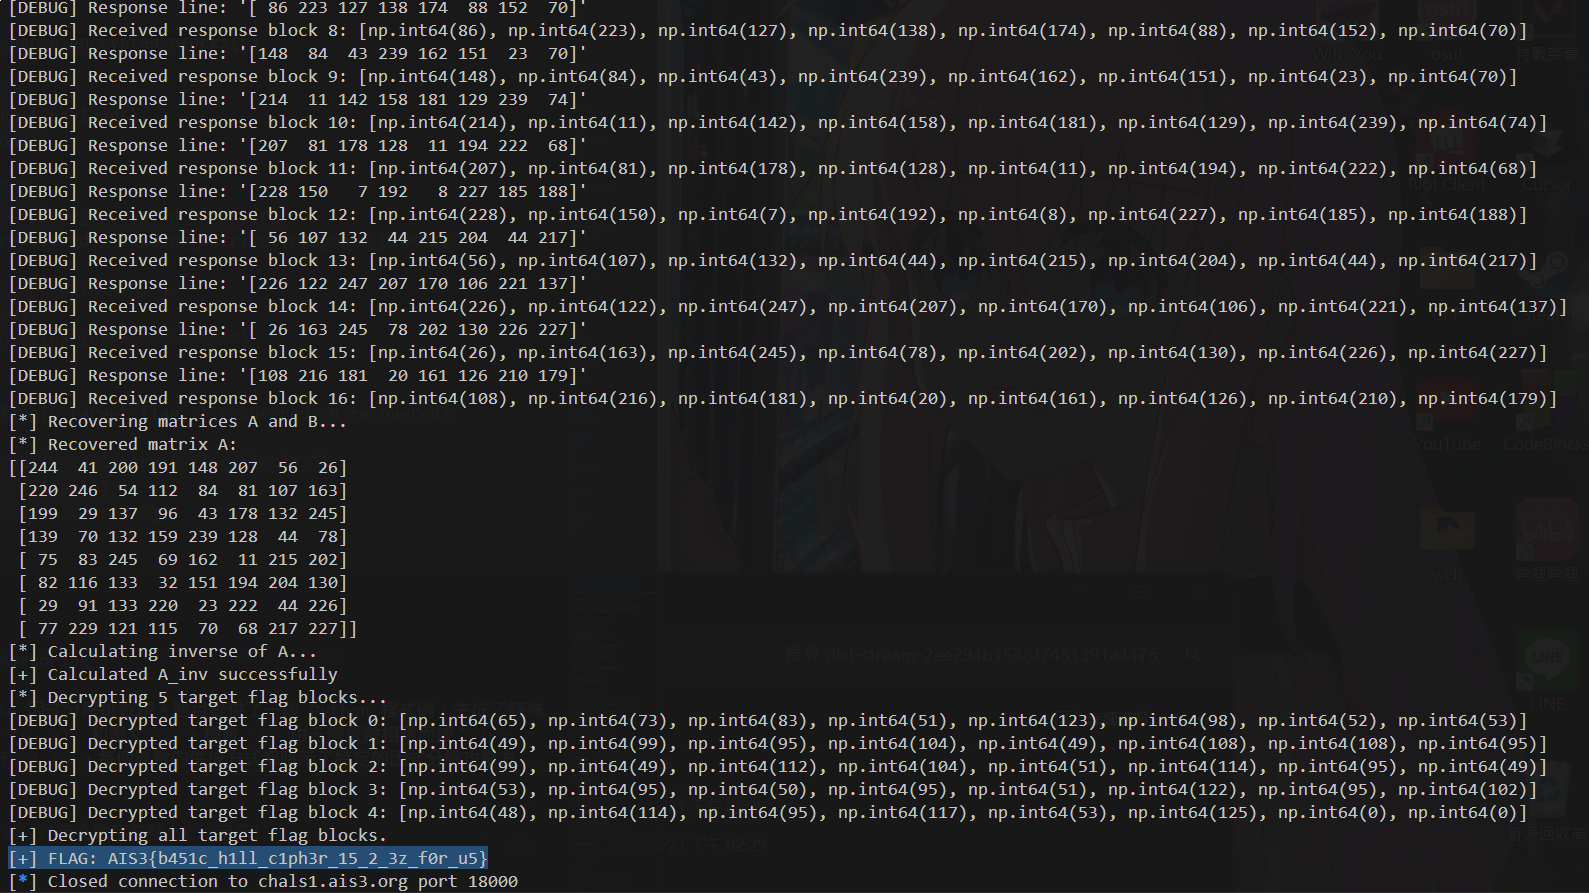 [DEBUG] Response line: '[ 86 223 127 138 174  88 152  70]'
[DEBUG] Received response block 8: [np.int64(86), np.int64(223), np.int64(127), np.int64(138), np.int64(174), np.int64(88), np.int64(152), np.int64(70)]
[DEBUG] Response line: '[148  84  43 239 162 151  23  70]'
[DEBUG] Received response block 9: [np.int64(148), np.int64(84), np.int64(43), np.int64(239), np.int64(162), np.int64(151), np.int64(23), np.int64(70)]
[DEBUG] Response line: '[214  11 142 158 181 129 239  74]'
[DEBUG] Received response block 10: [np.int64(214), np.int64(11), np.int64(142), np.int64(158), np.int64(181), np.int64(129), np.int64(239), np.int64(74)]
[DEBUG] Response line: '[207  81 178 128  11 194 222  68]'
[DEBUG] Received response block 11: [np.int64(207), np.int64(81), np.int64(178), np.int64(128), np.int64(11), np.int64(194), np.int64(222), np.int64(68)]
[DEBUG] Response line: '[228 150   7 192   8 227 185 188]'
[DEBUG] Received response block 12: [np.int64(228), np.int64(150), np.int64(7), np.int64(192), np.int64(8), np.int64(227), np.int64(185), np.int64(188)]
[DEBUG] Response line: '[ 56 107 132  44 215 204  44 217]'
[DEBUG] Received response block 13: [np.int64(56), np.int64(107), np.int64(132), np.int64(44), np.int64(215), np.int64(204), np.int64(44), np.int64(217)]
[DEBUG] Response line: '[226 122 247 207 170 106 221 137]'
[DEBUG] Received response block 14: [np.int64(226), np.int64(122), np.int64(247), np.int64(207), np.int64(170), np.int64(106), np.int64(221), np.int64(137)]
[DEBUG] Response line: '[ 26 163 245  78 202 130 226 227]'
[DEBUG] Received response block 15: [np.int64(26), np.int64(163), np.int64(245), np.int64(78), np.int64(202), np.int64(130), np.int64(226), np.int64(227)]
[DEBUG] Response line: '[108 216 181  20 161 126 210 179]'
[DEBUG] Received response block 16: [np.int64(108), np.int64(216), np.int64(181), np.int64(20), np.int64(161), np.int64(126), np.int64(210), np.int64(179)]
[*] Recovering matrices A and B...
[*] Recovered matrix A:
[[244  41 200 191 148 207  56  26]
 [220 246  54 112  84  81 107 163]
 [199  29 137  96  43 178 132 245]
 [139  70 132 159 239 128  44  78]
 [ 75  83 245  69 162  11 215 202]
 [ 82 116 133  32 151 194 204 130]
 [ 29  91 133 220  23 222  44 226]
 [ 77 229 121 115  70  68 217 227]]
[*] Calculating inverse of A...
[+] Calculated A_inv successfully
[*] Decrypting 5 target flag blocks...
[DEBUG] Decrypted target flag block 0: [np.int64(65), np.int64(73), np.int64(83), np.int64(51), np.int64(123), np.int64(98), np.int64(52), np.int64(53)]
[DEBUG] Decrypted target flag block 1: [np.int64(49), np.int64(99), np.int64(95), np.int64(104), np.int64(49), np.int64(108), np.int64(108), np.int64(95)]
[DEBUG] Decrypted target flag block 2: [np.int64(99), np.int64(49), np.int64(112), np.int64(104), np.int64(51), np.int64(114), np.int64(95), np.int64(49)]
[DEBUG] Decrypted target flag block 3: [np.int64(53), np.int64(95), np.int64(50), np.int64(95), np.int64(51), np.int64(122), np.int64(95), np.int64(102)]
[DEBUG] Decrypted target flag block 4: [np.int64(48), np.int64(114), np.int64(95), np.int64(117), np.int64(53), np.int64(125), np.int64(0), np.int64(0)]
[+] Decrypting all target flag blocks.
[+] FLAG: AIS3{b451c_h1ll_c1ph3r_15_2_3z_f0r_u5}
[*] Closed connection to chals1.ais3.org port 18000
With You
osu!
Riot Client
Cursor
YouTube
CodeBlock
web
LINE
LINE
搜尋 dist-stream-2ee294b153c47451391a4476
下午 02:29